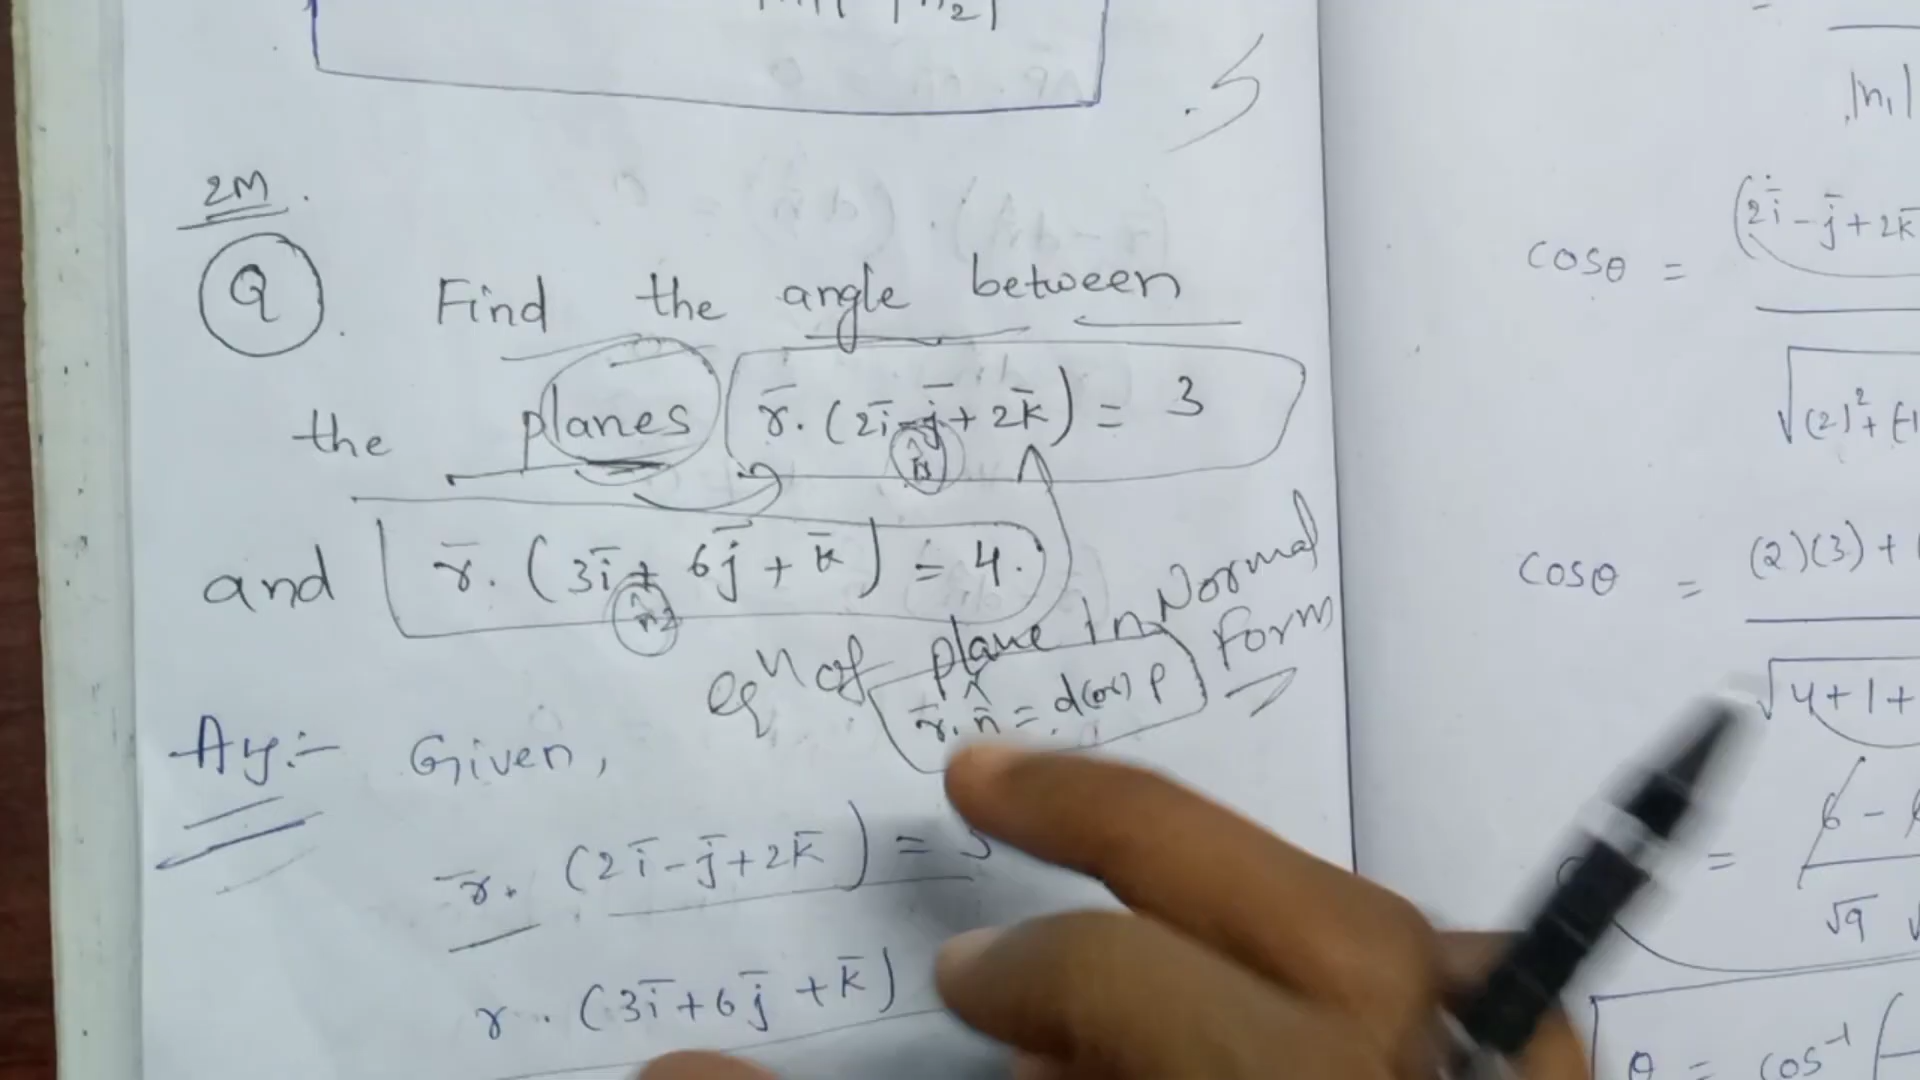 2M.
Q. Find the angle between
the planes r̄. (2ī-j̄+2k̄) = 3
n̂
and r̄. (3ī+6j̄+k̄) = 4.
n̂2
eqⁿ of plane in Normal Form
r̄. n̂ = d(or) p
Given,
r̄. (2ī-j̄+2k̄) =
r . (3ī+6j̄+k̄)
|n₁|
(2ī-j̄+2k̄
cosθ =
√(2)²+(-1
(2)(3)+
cosθ =
√4+1+
6-
=
√9
θ = cos⁻¹(